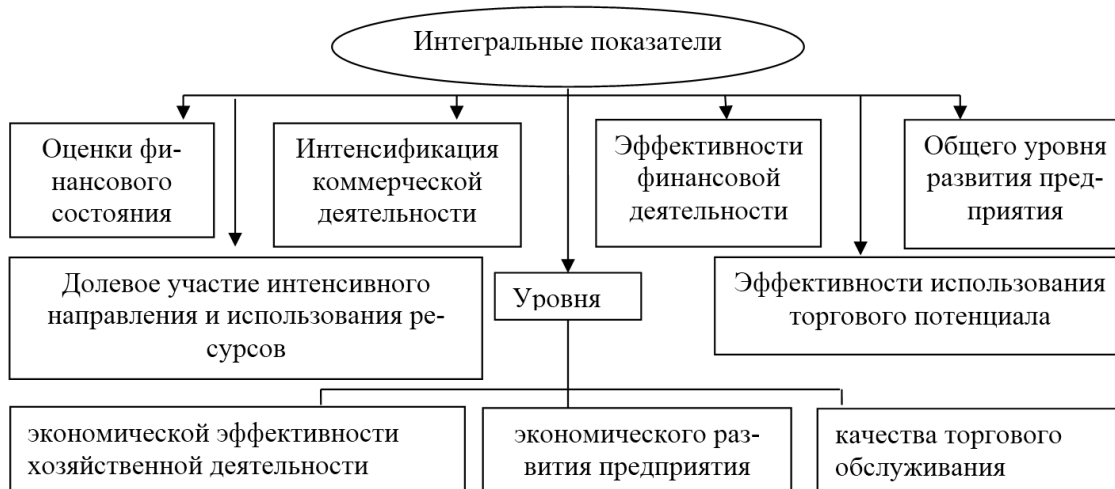 Интегральные показатели
Оценки фи-
нансового
состояния
Интенсификация
коммерческой
деятельности
Эффективности
финансовой
деятельности
Общего уровня
развития пред-
приятия
Долевое участие интенсивного
направления и использования ре-
сурсов
Уровня
Эффективности использования
торгового потенциала
экономической эффективности
хозяйственной деятельности
экономического раз-
вития предприятия
качества торгового
обслуживания